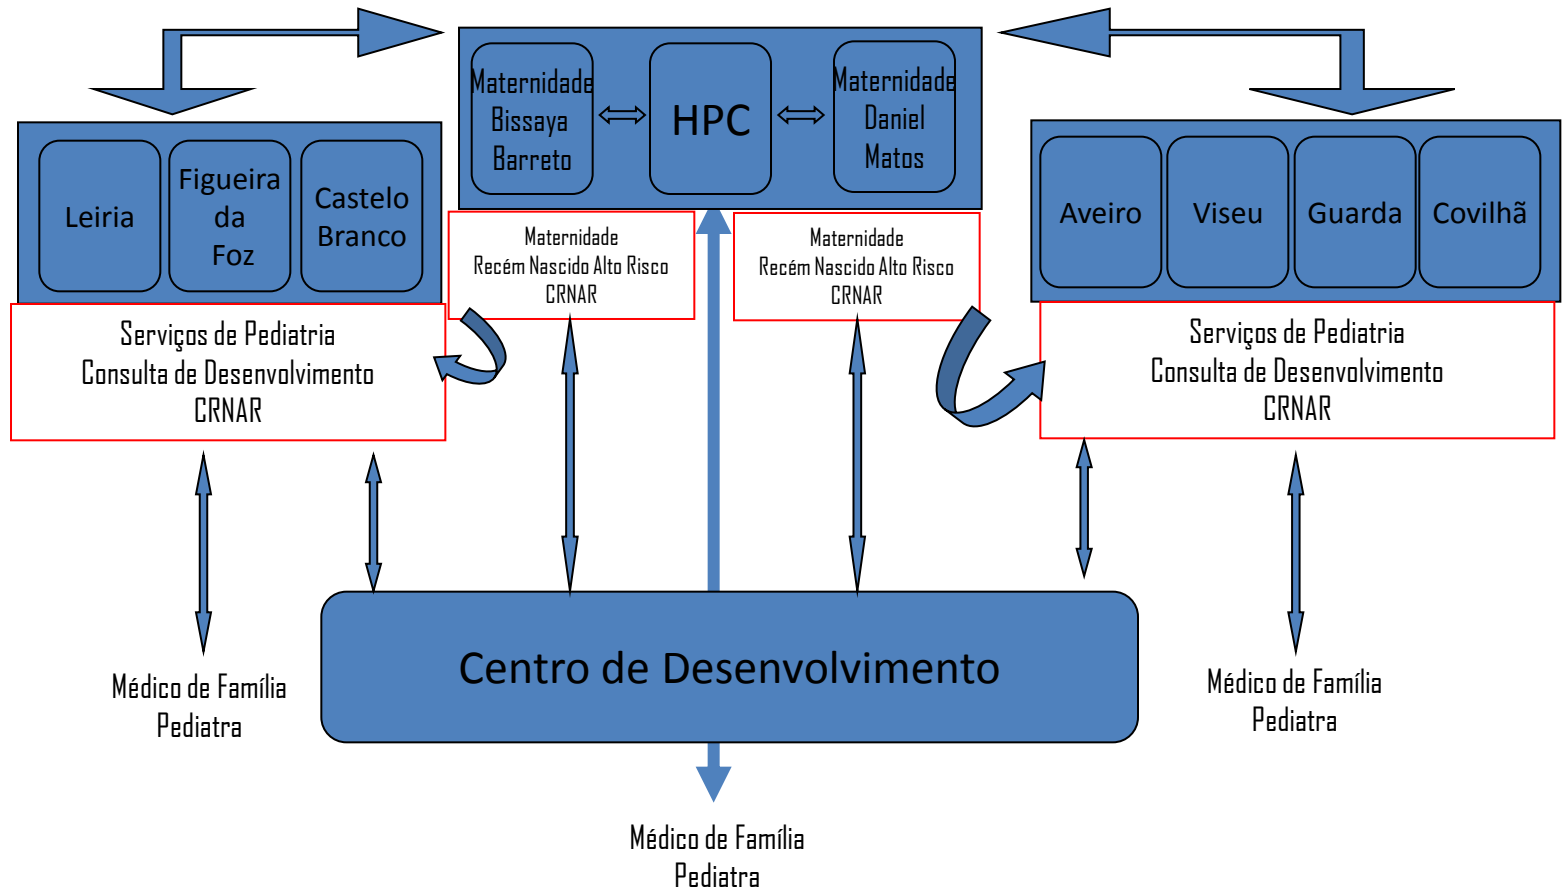 Maternidade
Bissaya
Barreto
HPC
Maternidade
Daniel
Matos
Leiria
Figueira
da
Foz
Castelo
Branco
Aveiro
Viseu
Guarda
Covilhã
Maternidade
Recém Nascido Alto Risco
CRNAR
Maternidade
Recém Nascido Alto Risco
CRNAR
Serviços de Pediatria
Consulta de Desenvolvimento
CRNAR
Serviços de Pediatria
Consulta de Desenvolvimento
CRNAR
Centro de Desenvolvimento
Médico de Família
Pediatra
Médico de Família
Pediatra
Médico de Família
Pediatra